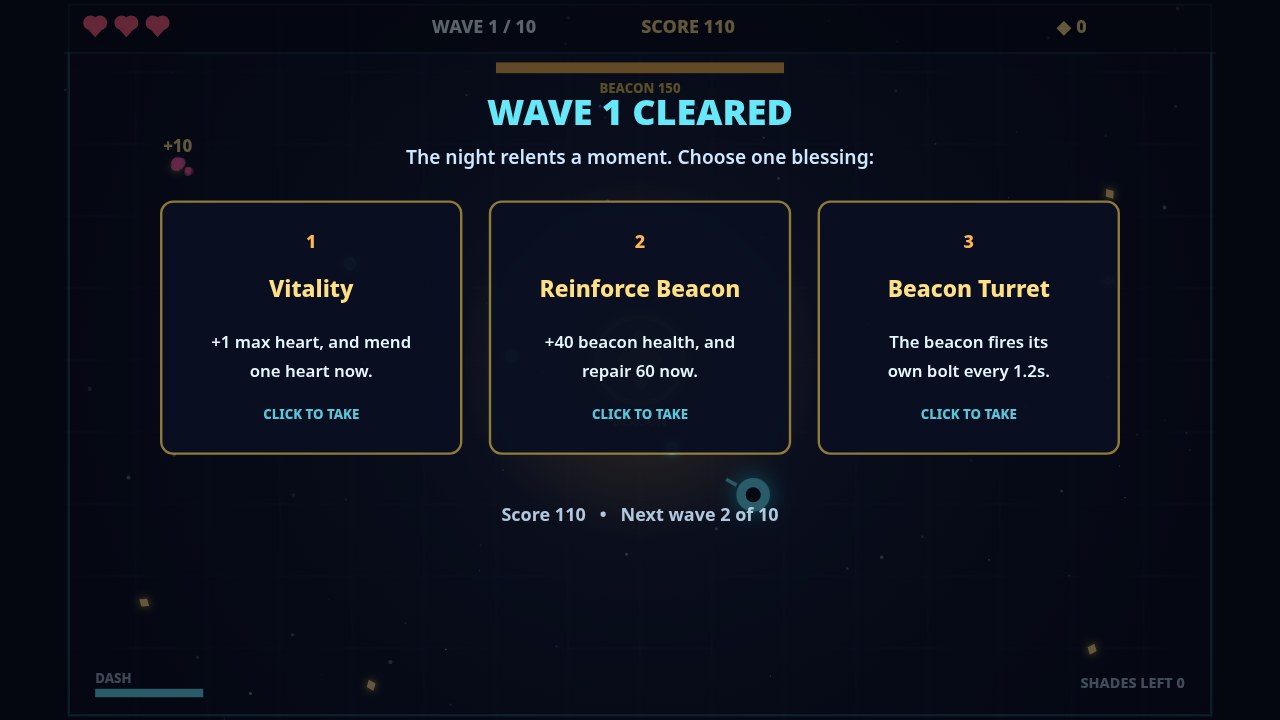 WAVE 1 / 10
SCORE 110
◆ 0
BEACON 150
WAVE 1 CLEARED
+10
The night relents a moment. Choose one blessing:
1
Vitality
+1 max heart, and mend
one heart now.
CLICK TO TAKE
2
Reinforce Beacon
+40 beacon health, and
repair 60 now.
CLICK TO TAKE
3
Beacon Turret
The beacon fires its
own bolt every 1.2s.
CLICK TO TAKE
Score 110 • Next wave 2 of 10
DASH
SHADES LEFT 0